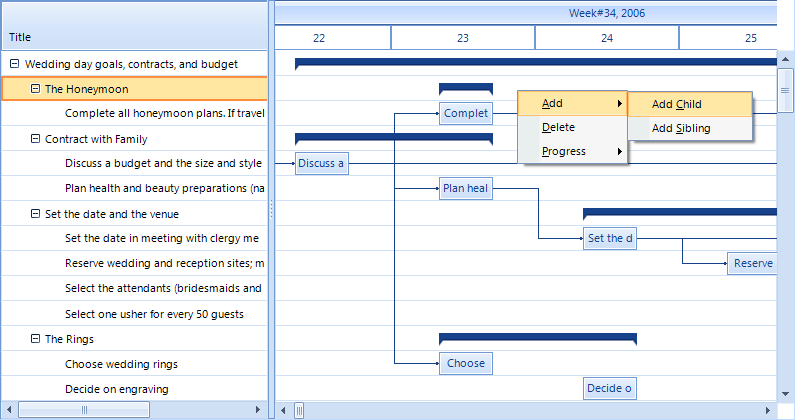 Title
Week#34, 2006
22 23 24 25
Wedding day goals, contracts, and budget
The Honeymoon
Complete all honeymoon plans. If travel
Complet
Contract with Family
Discuss a budget and the size and style
Discuss a
Plan health and beauty preparations (na
Plan heal
Set the date and the venue
Set the date in meeting with clergy me
Set the d
Reserve wedding and reception sites; m
Reserve
Select the attendants (bridesmaids and
Select one usher for every 50 guests
The Rings
Choose wedding rings
Choose
Decide on engraving
Decide o
Add
Delete
Progress
Add Child
Add Sibling